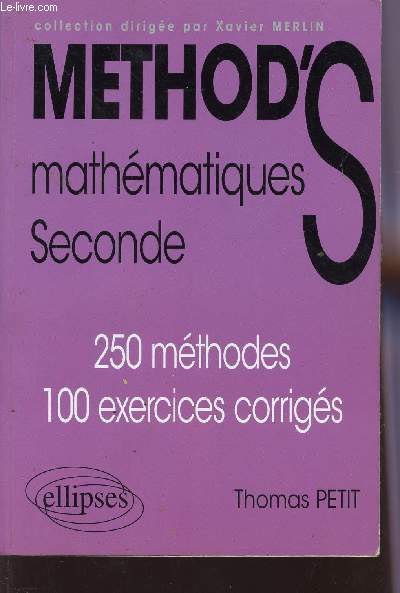 Le-livre.com
collection dirigée par Xavier MERLIN
METHOD'S
mathématiques
Seconde
250 méthodes
100 exercices corrigés
ellipses
Thomas PETIT